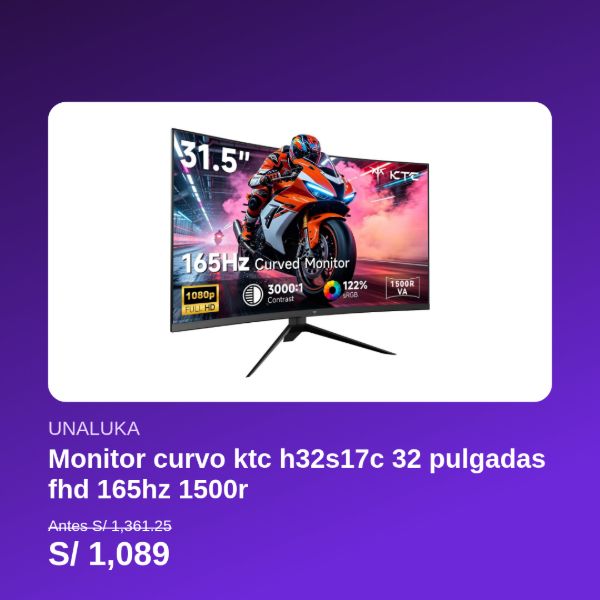 31.5"
KTC
165Hz Curved Monitor
1080p
FULL HD
3000:1
Contrast
122%
sRGB
1500R
VA
UNALUKA
Monitor curvo ktc h32s17c 32 pulgadas
fhd 165hz 1500r
Antes S/ 1,361.25
S/ 1,089